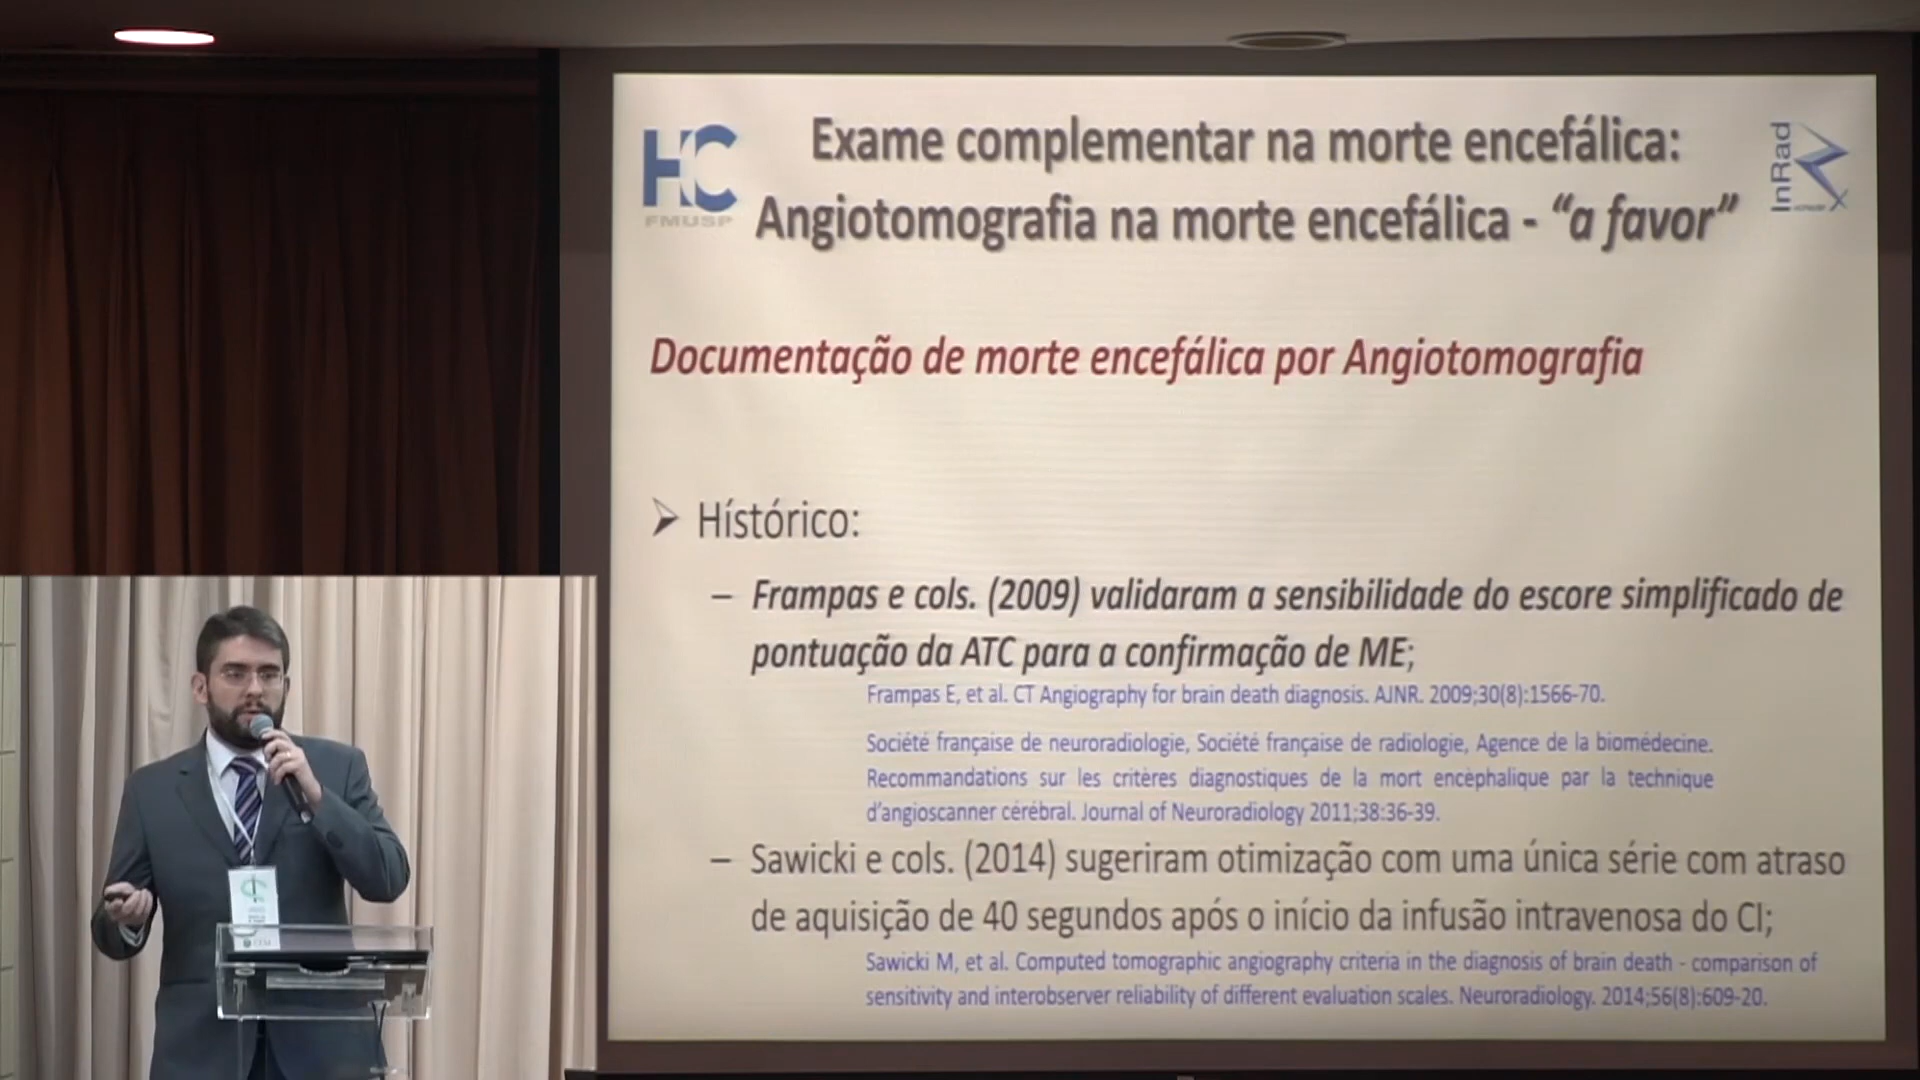 HC
FMUSP
Exame complementar na morte encefálica:
Angiotomografia na morte encefálica - “a favor”
InRad
Documentação de morte encefálica por Angiotomografia
➢ Hístórico:
– Frampas e cols. (2009) validaram a sensibilidade do escore simplificado de
pontuação da ATC para a confirmação de ME;
Frampas E, et al. CT Angiography for brain death diagnosis. AJNR. 2009;30(8):1566-70.
Société française de neuroradiologie, Société française de radiologie, Agence de la biomédecine.
Recommandations sur les critères diagnostiques de la mort encéphalique par la technique
d’angioscanner cérébral. Journal of Neuroradiology 2011;38:36-39.
– Sawicki e cols. (2014) sugeriram otimização com uma única série com atraso
de aquisição de 40 segundos após o início da infusão intravenosa do CI;
Sawicki M, et al. Computed tomographic angiography criteria in the diagnosis of brain death - comparison of
sensitivity and interobserver reliability of different evaluation scales. Neuroradiology. 2014;56(8):609-20.